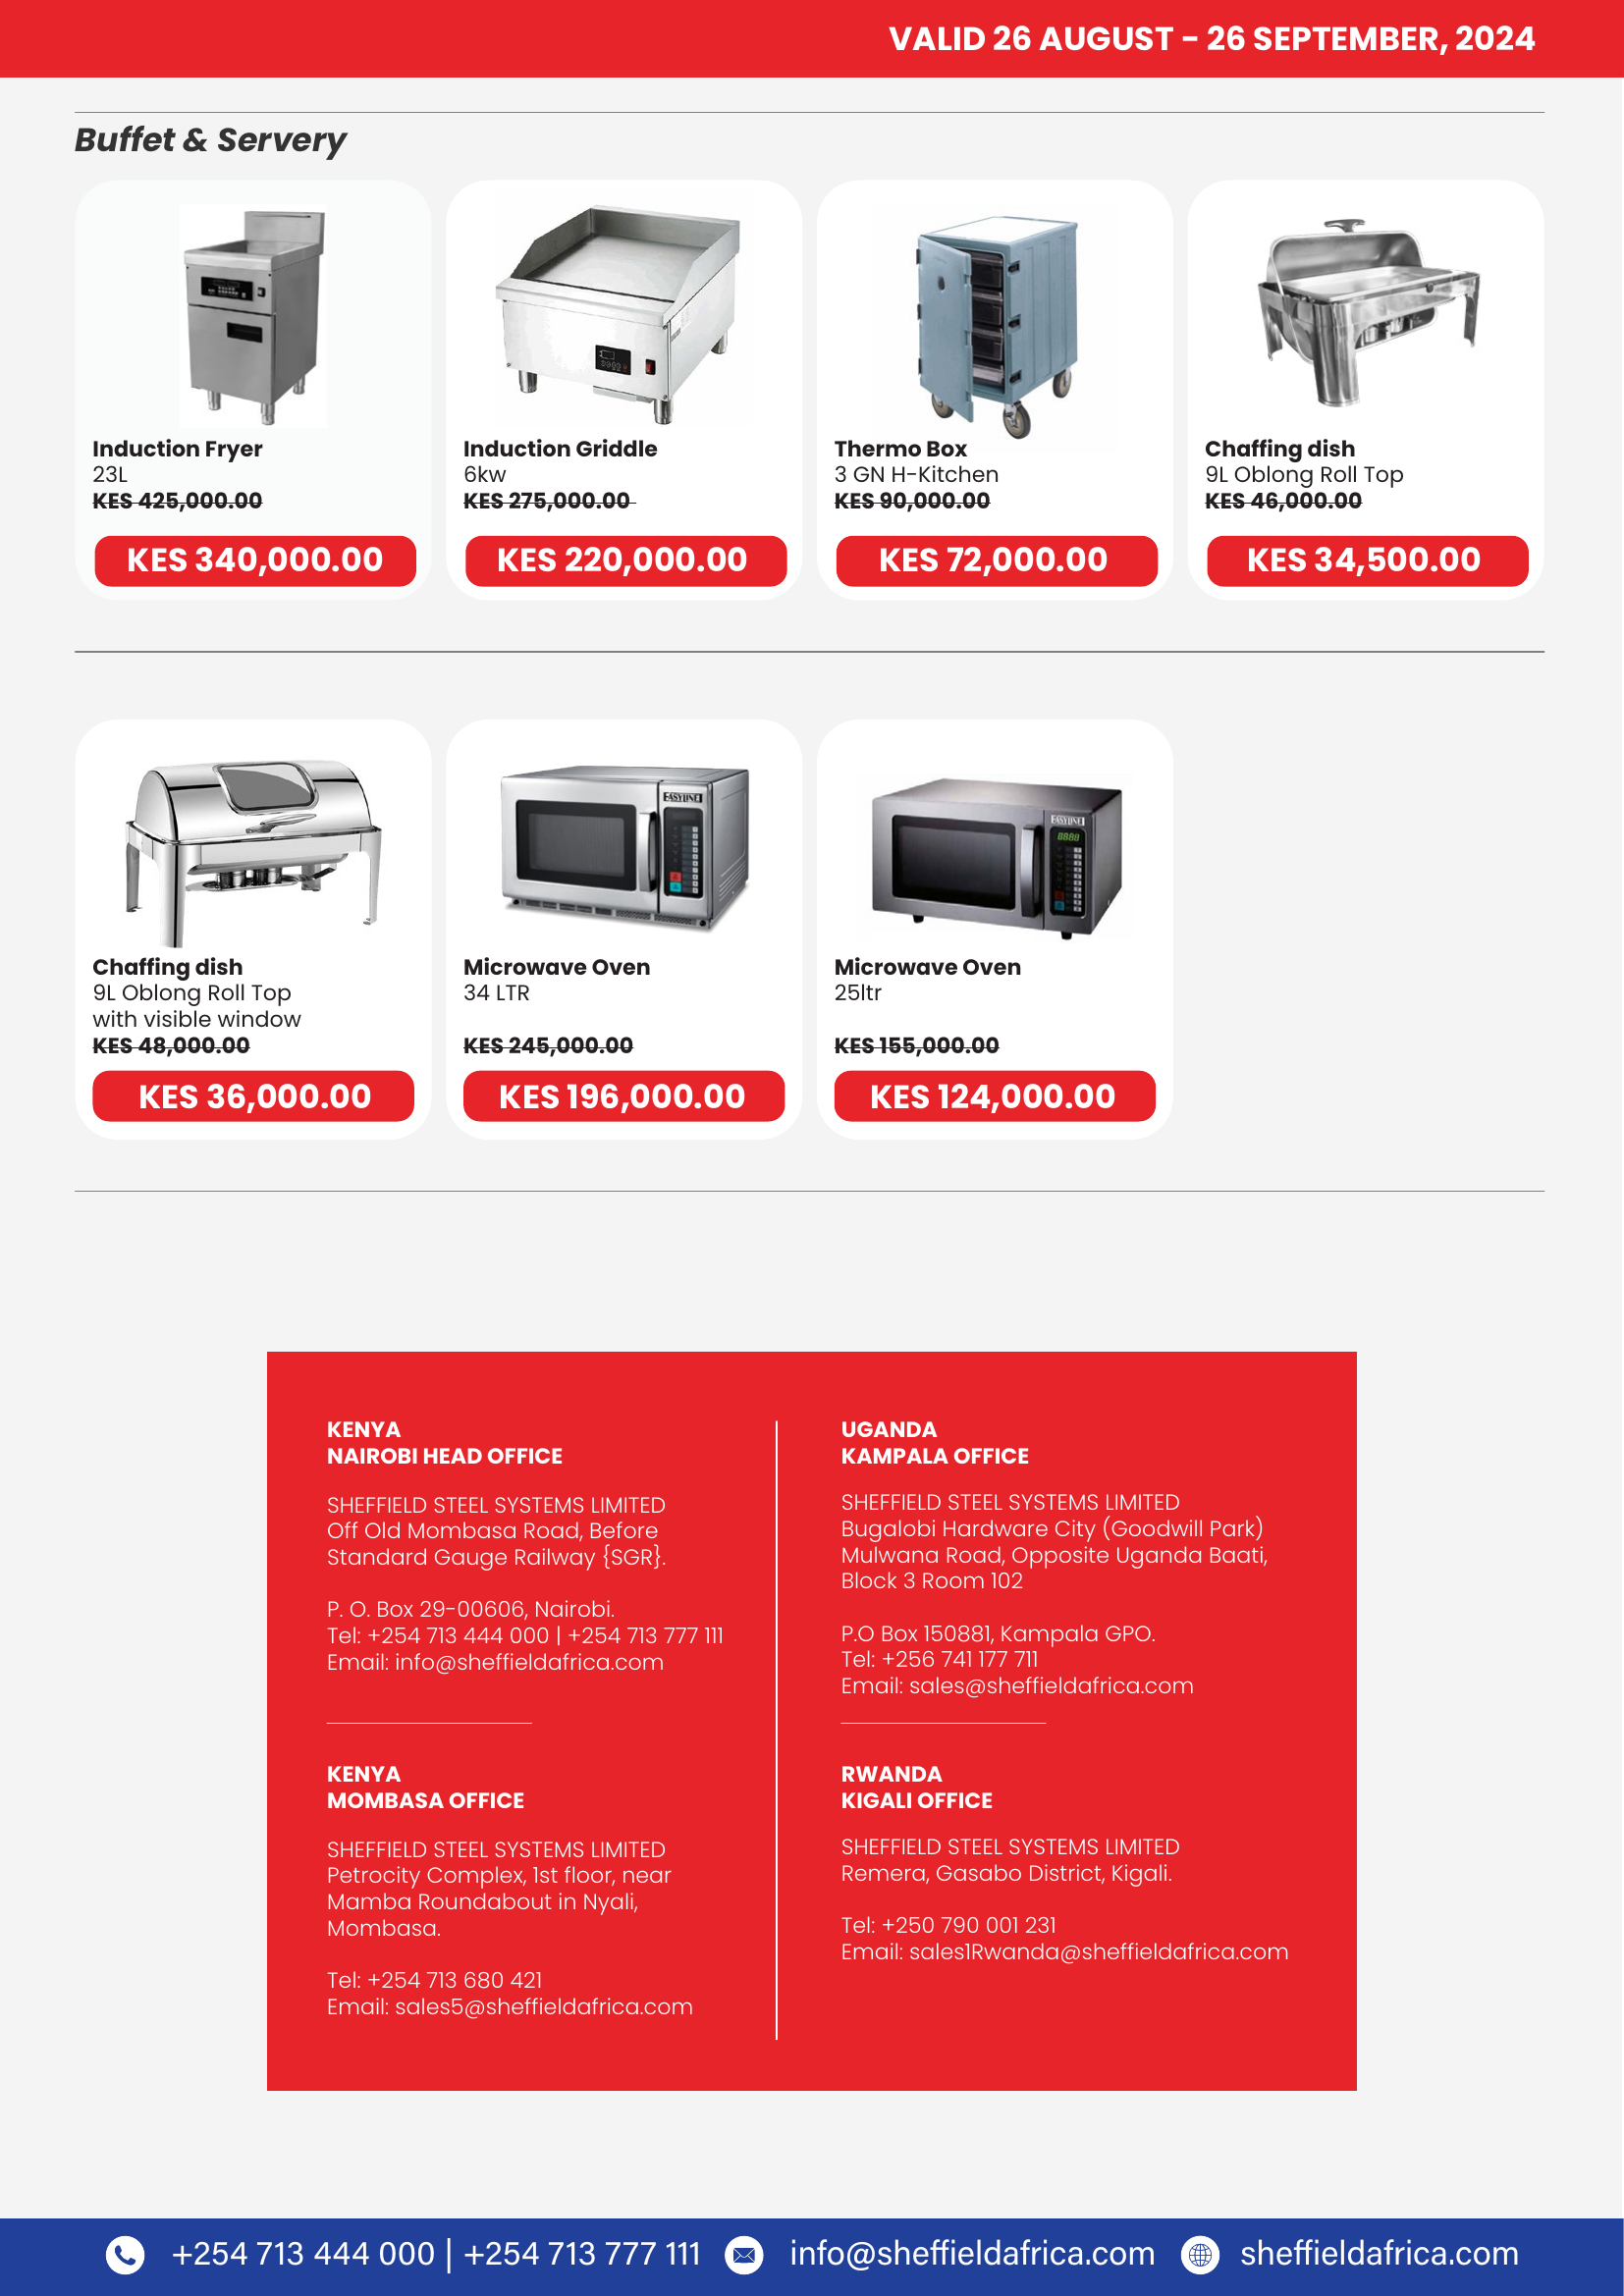 VALID 26 AUGUST - 26 SEPTEMBER, 2024
Buffet & Servery
Induction Fryer
23L
KES 425,000.00
KES 340,000.00
Induction Griddle
6kw
KES 275,000.00
KES 220,000.00
Thermo Box
3 GN H-Kitchen
KES 90,000.00
KES 72,000.00
Chaffing dish
9L Oblong Roll Top
KES 46,000.00
KES 34,500.00
Chaffing dish
9L Oblong Roll Top
with visible window
KES 48,000.00
KES 36,000.00
EASYLINE
Microwave Oven
34 LTR
KES 245,000.00
KES 196,000.00
EASYLINE
8888
Microwave Oven
25ltr
KES 155,000.00
KES 124,000.00
KENYA
NAIROBI HEAD OFFICE
SHEFFIELD STEEL SYSTEMS LIMITED
Off Old Mombasa Road, Before
Standard Gauge Railway {SGR}.
P. O. Box 29-00606, Nairobi.
Tel: +254 713 444 000 | +254 713 777 111
Email: info@sheffieldafrica.com
KENYA
MOMBASA OFFICE
SHEFFIELD STEEL SYSTEMS LIMITED
Petrocity Complex, 1st floor, near
Mamba Roundabout in Nyali,
Mombasa.
Tel: +254 713 680 421
Email: sales5@sheffieldafrica.com
UGANDA
KAMPALA OFFICE
SHEFFIELD STEEL SYSTEMS LIMITED
Bugalobi Hardware City (Goodwill Park)
Mulwana Road, Opposite Uganda Baati,
Block 3 Room 102
P.O Box 150881, Kampala GPO.
Tel: +256 741 177 711
Email: sales@sheffieldafrica.com
RWANDA
KIGALI OFFICE
SHEFFIELD STEEL SYSTEMS LIMITED
Remera, Gasabo District, Kigali.
Tel: +250 790 001 231
Email: sales1Rwanda@sheffieldafrica.com
+254 713 444 000 | +254 713 777 111 info@sheffieldafrica.com sheffieldafrica.com